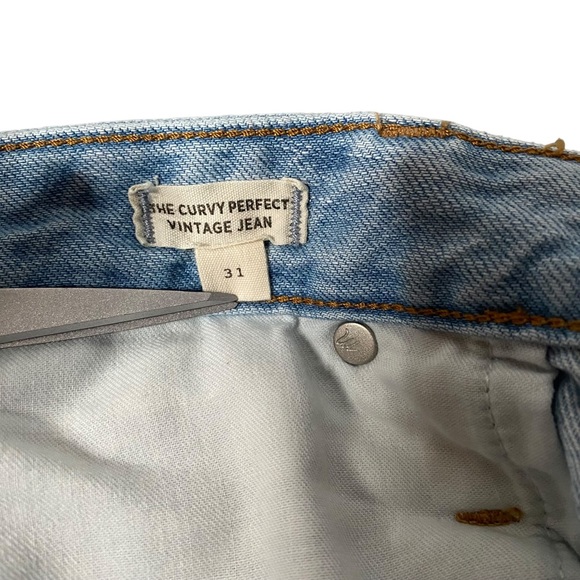 THE CURVY PERFECT
VINTAGE JEAN
31